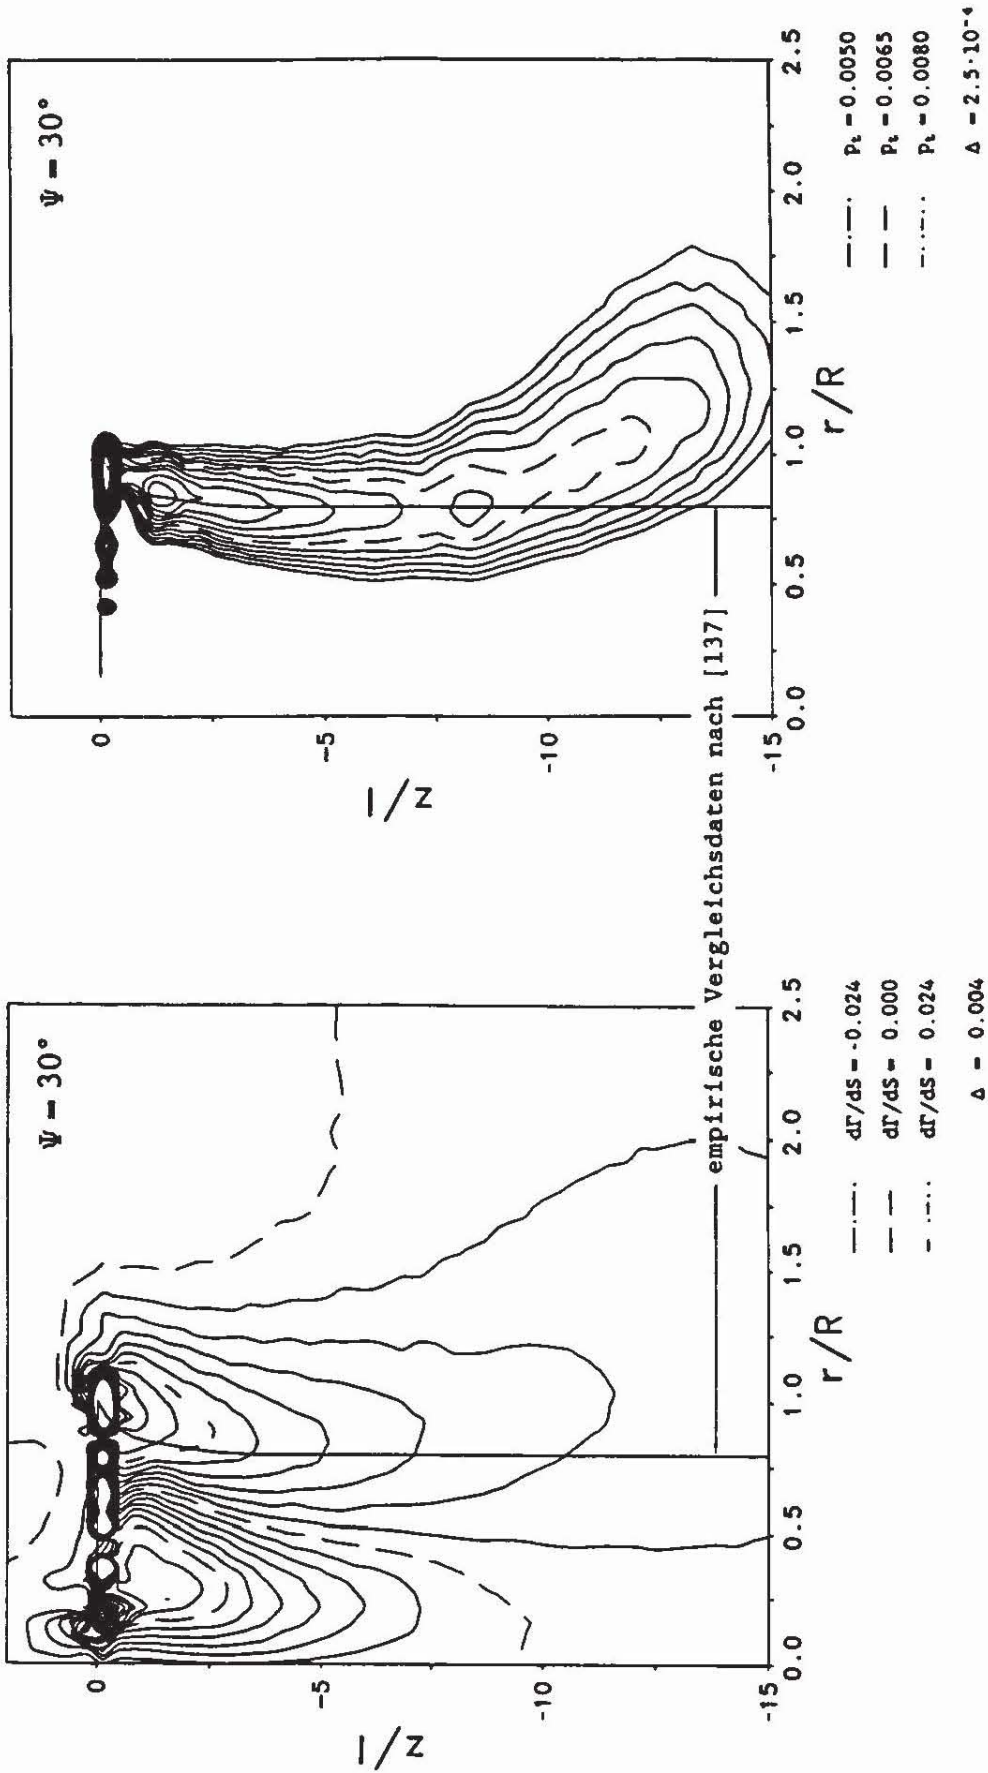 Ψ = 30°
z/l
0
-5
-10
-15
0.0 0.5 1.0 1.5 2.0 2.5
r/R
—·—· dΓ/dS = -0.024
— — dΓ/dS = 0.000
— ·—·· dΓ/dS = 0.024
Δ = 0.004
empirische Vergleichsdaten nach [137]
Ψ = 30°
z/l
0
-5
-10
-15
0.0 0.5 1.0 1.5 2.0 2.5
r/R
—·—· Pt = 0.0050
— — Pt = 0.0065
—··—·· Pt = 0.0080
Δ = 2.5·10⁻⁴